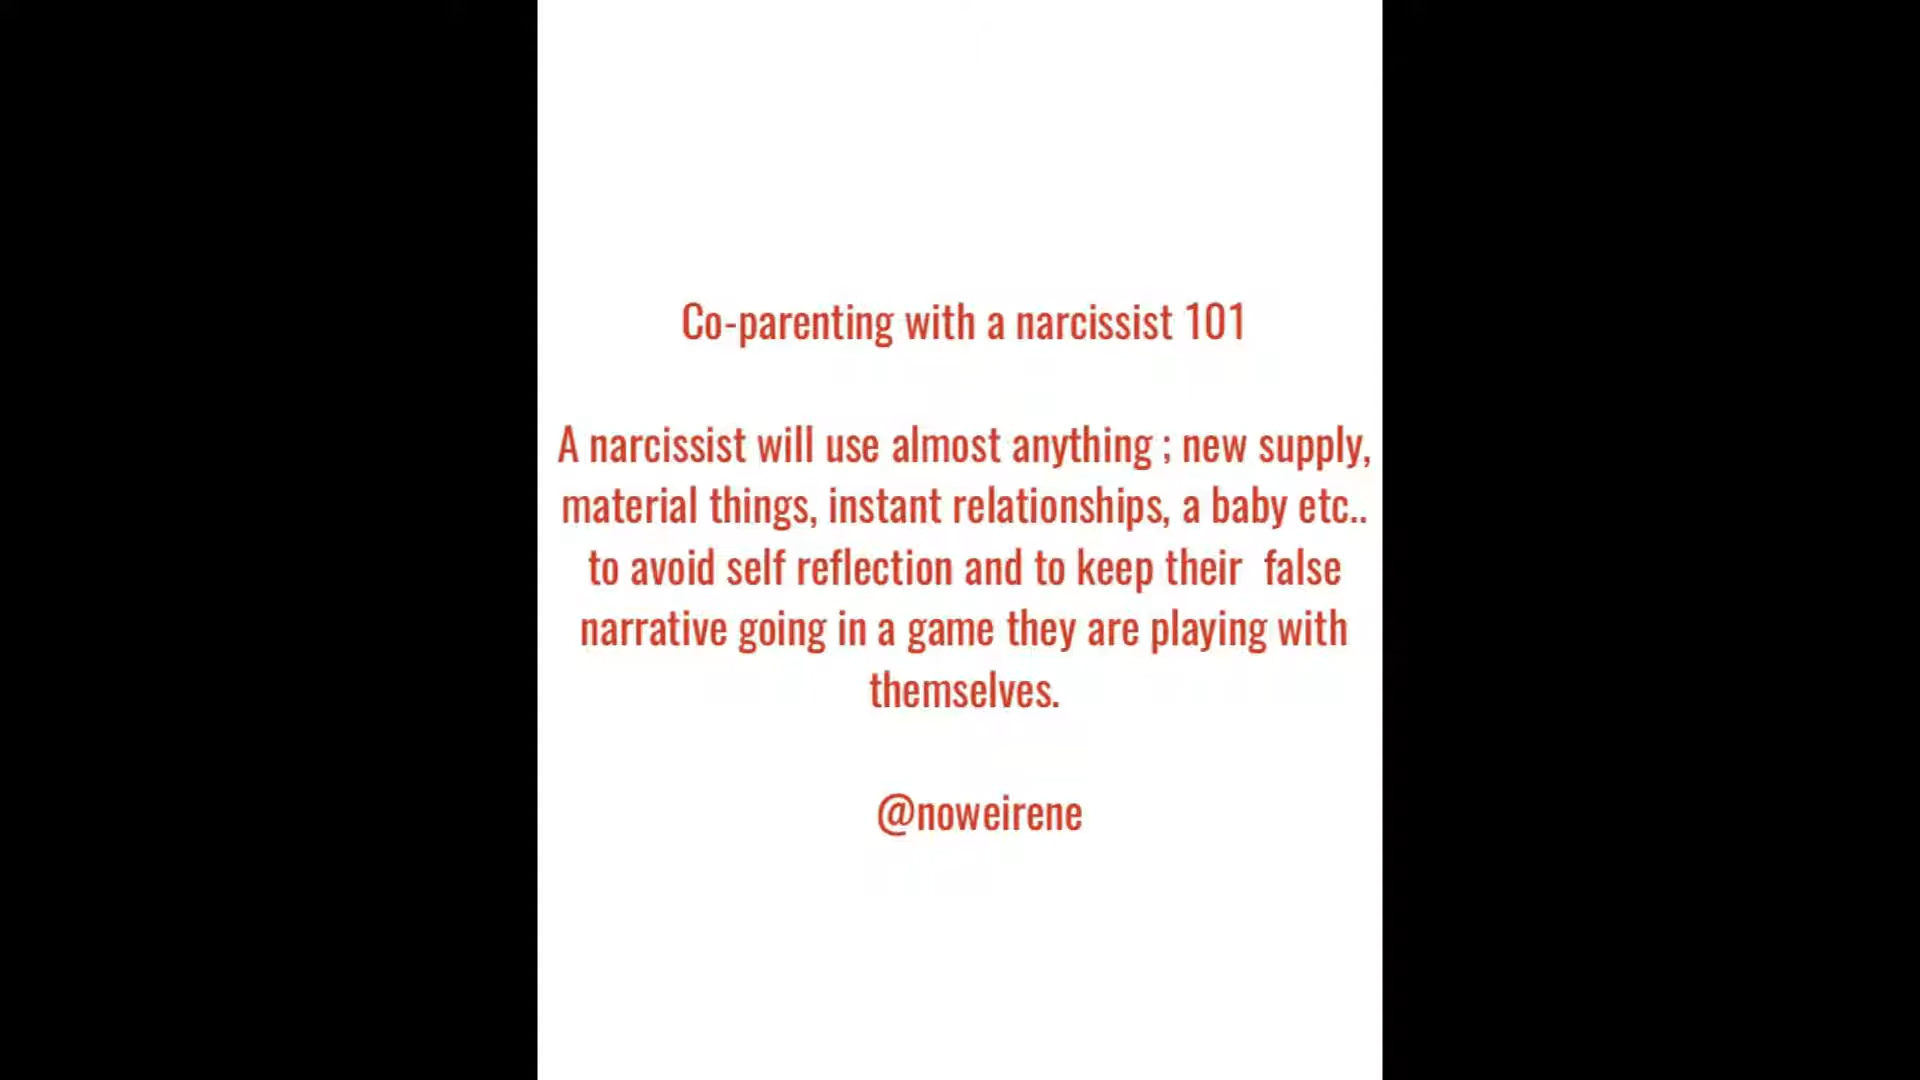 Co-parenting with a narcissist 101
A narcissist will use almost anything ; new supply,
material things, instant relationships, a baby etc..
to avoid self reflection and to keep their  false
narrative going in a game they are playing with
themselves.
@noweirene